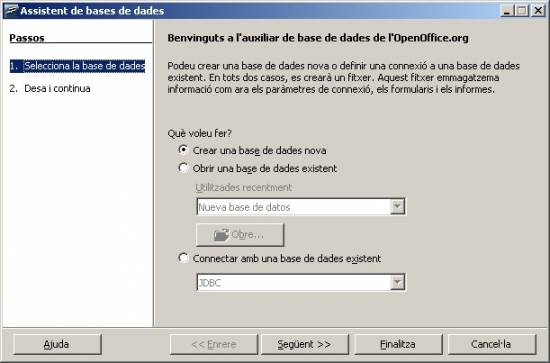 Assistent de bases de dades
Passos
1. Selecciona la base de dades
2. Desa i continua
Benvinguts a l'auxiliar de base de dades de l'OpenOffice.org
Podeu crear una base de dades nova o definir una connexió a una base de dades
existent. En tots dos casos, es crearà un fitxer. Aquest fitxer emmagatzema
informació com ara els paràmetres de connexió, els formularis i els informes.
Què voleu fer?
Crear una base de dades nova
Obrir una base de dades existent
Utilitzades recentment
Nueva base de datos
Obre...
Connectar amb una base de dades existent
JDBC
Ajuda
<< Enrere
Següent >>
Finalitza
Cancel·la